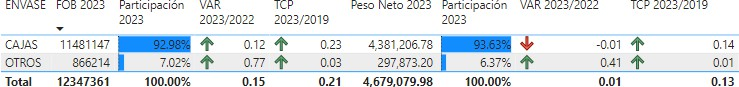 ENVASE FOB 2023 Participación 2023 VAR 2023/2022 TCP 2023/2019 Peso Neto 2023 Participación 2023 VAR 2023/2022 TCP 2023/2019
CAJAS 11481147 92.98% 0.12 0.23 4,381,206.78 93.63% -0.01 0.14
OTROS 866214 7.02% 0.77 0.03 297,873.20 6.37% 0.41 0.01
Total 12347361 100.00% 0.15 0.21 4,679,079.98 100.00% 0.01 0.13